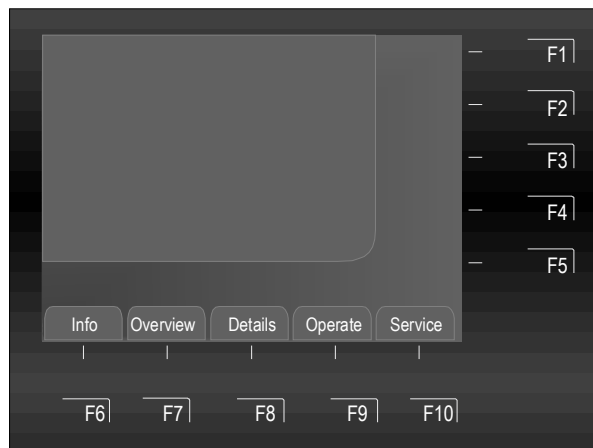 F1
F2
F3
F4
F5
Info Overview Details Operate Service
F6 F7 F8 F9 F10